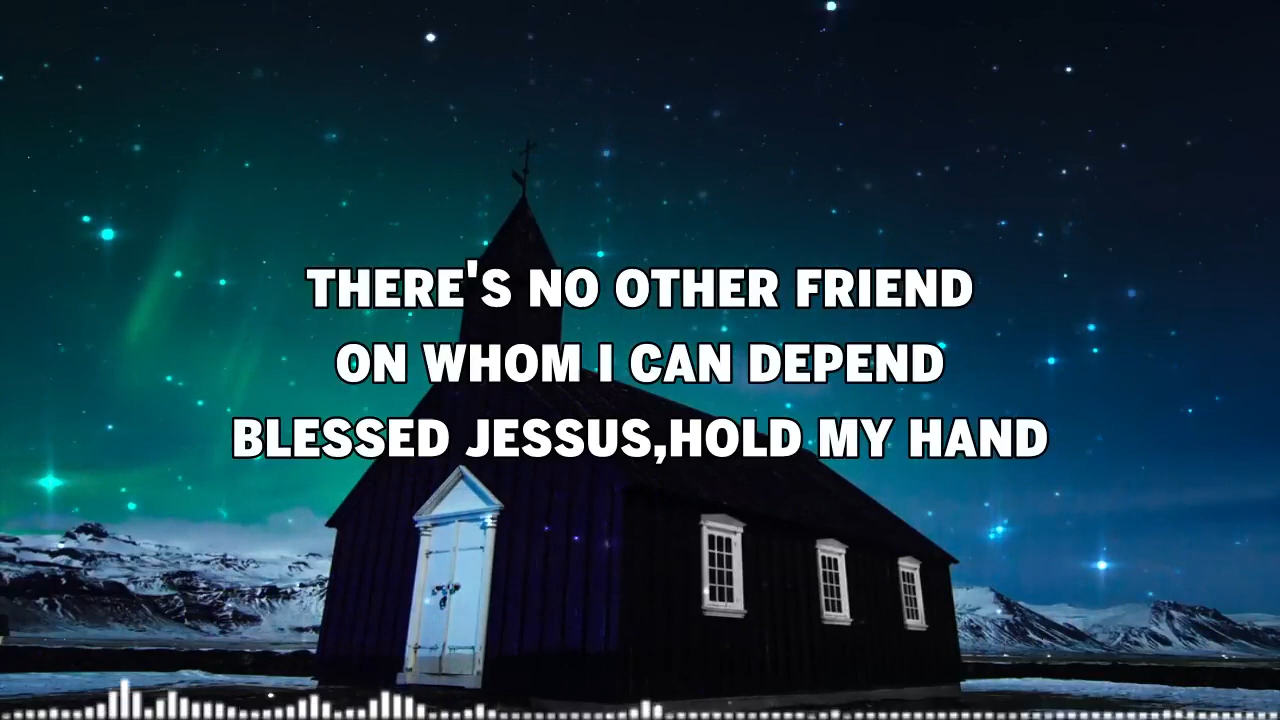 THERE'S NO OTHER FRIEND
ON WHOM I CAN DEPEND
BLESSED JESSUS,HOLD MY HAND